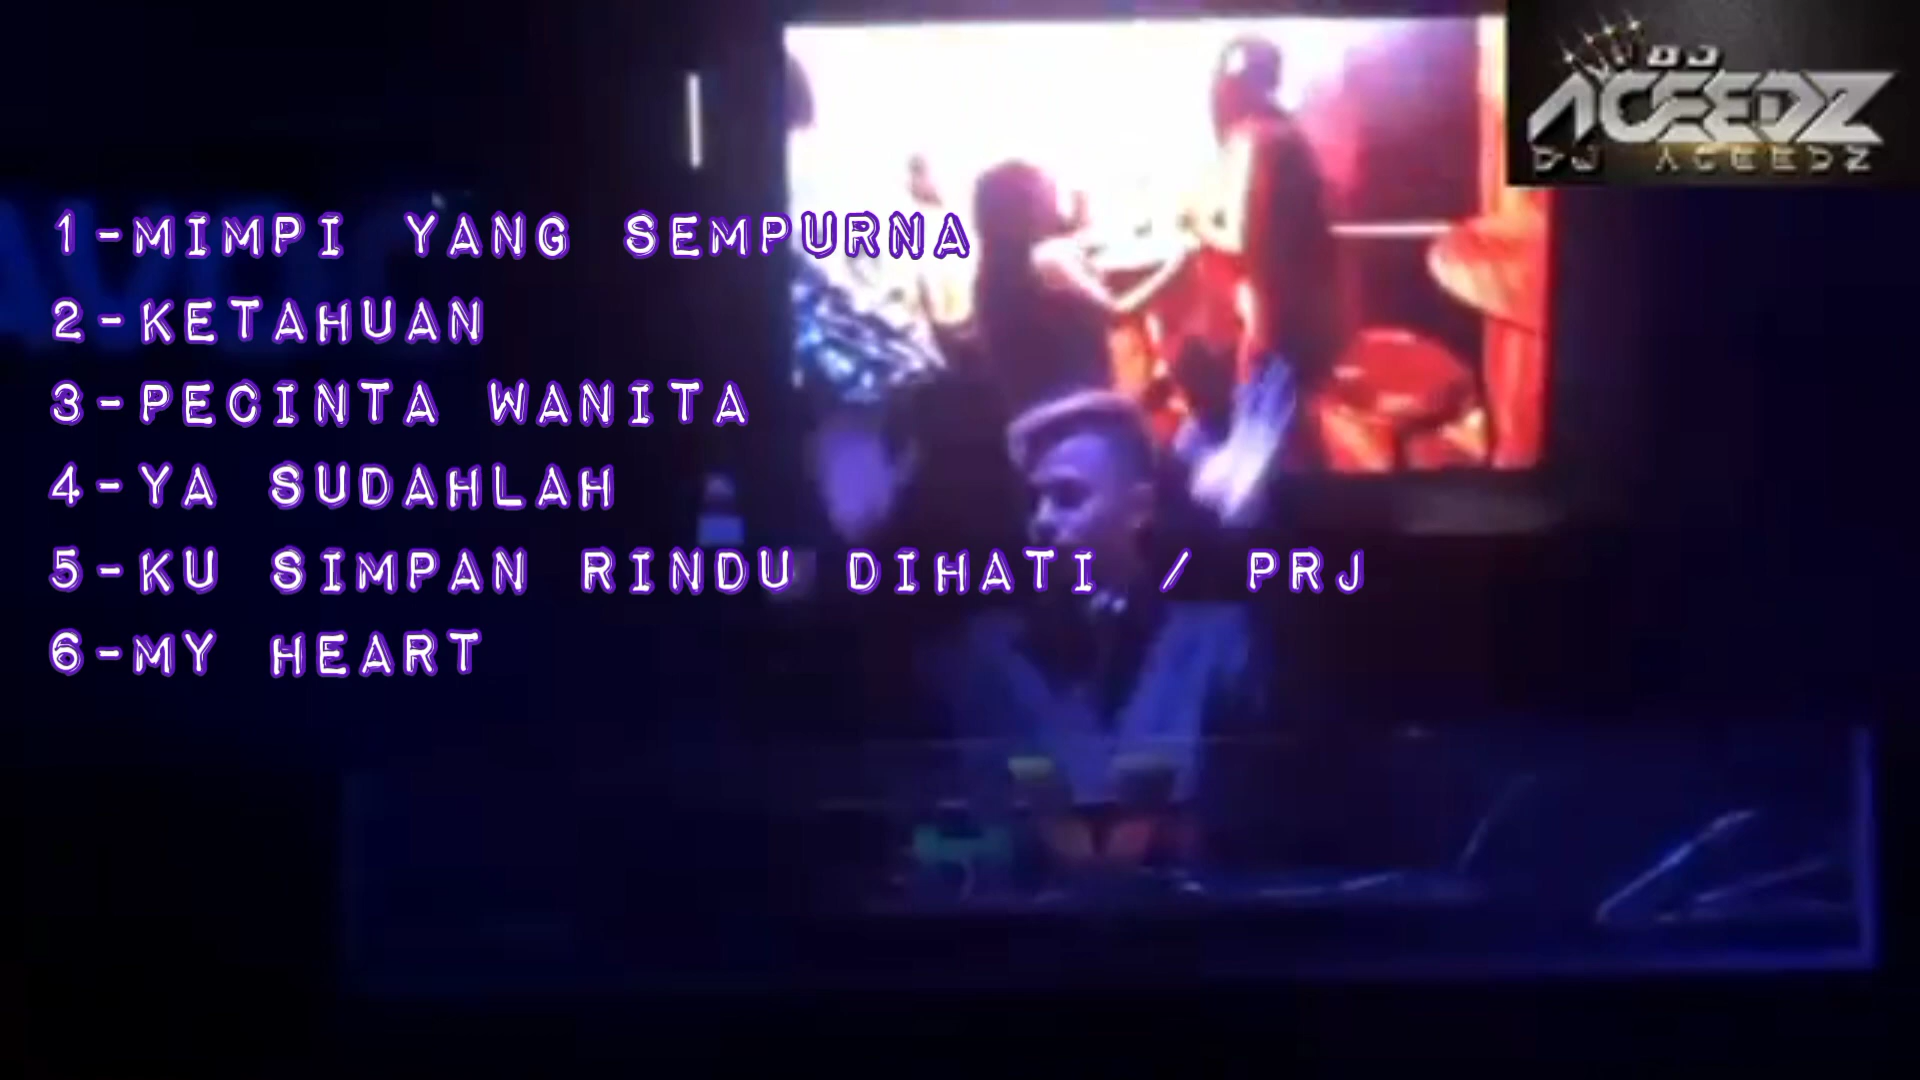 DJ
ACEEDZ
DJ ACEEDZ
1-MIMPI YANG SEMPURNA
2-KETAHUAN
3-PECINTA WANITA
4-YA SUDAHLAH
5-KU SIMPAN RINDU DIHATI / PRJ
6-MY HEART